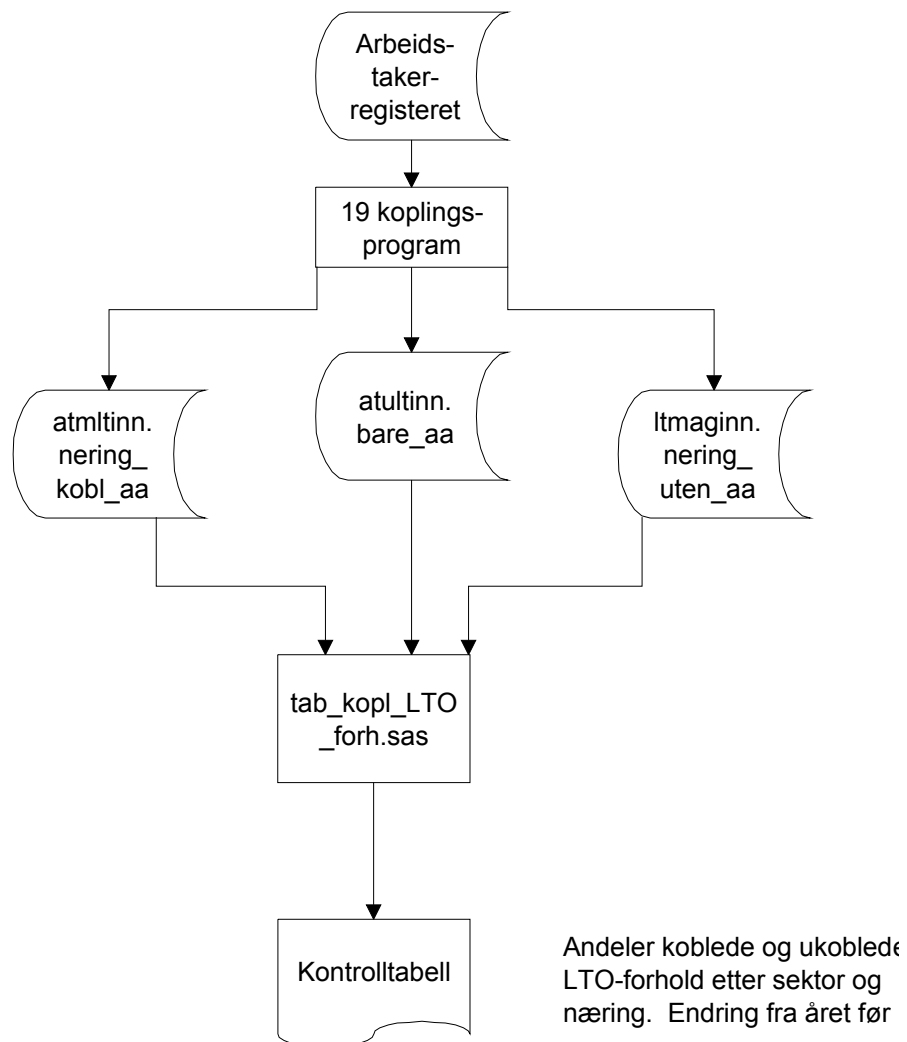 Arbeids-
taker-
registeret
19 koplings-
program
atmltinn.
nering_
kobl_aa
atultinn.
bare_aa
ltmaginn.
nering_
uten_aa
tab_kopl_LTO
_forh.sas
Kontrolltabell
Andeler koblede og ukoblede
LTO-forhold etter sektor og
næring. Endring fra året før